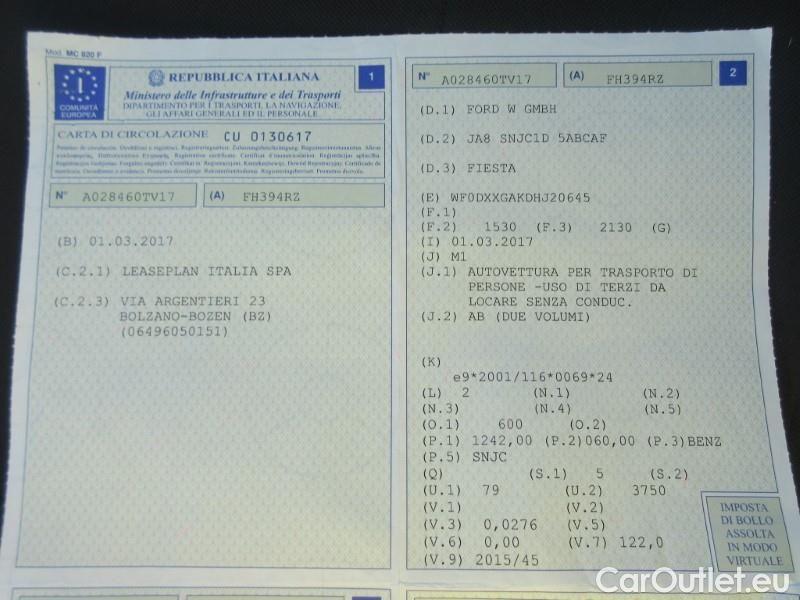 Mod. MC 820 F
I
COMUNITÀ
EUROPEA
REPUBBLICA ITALIANA
1
Ministero delle Infrastrutture e dei Trasporti
DIPARTIMENTO PER I TRASPORTI, LA NAVIGAZIONE,
GLI AFFARI GENERALI ED IL PERSONALE
CARTA DI CIRCOLAZIONE CU 0130617
N° A028460TV17 (A) FH394RZ
(B) 01.03.2017
(C.2.1) LEASEPLAN ITALIA SPA
(C.2.3) VIA ARGENTIERI 23
BOLZANO-BOZEN (BZ)
(06496050151)
N° A028460TV17 (A) FH394RZ 2
(D.1) FORD W GMBH
(D.2) JA8 SNJC1D 5ABCAF
(D.3) FIESTA
(E) WF0DXXGAKDHJ20645
(F.1)
(F.2) 1530 (F.3) 2130 (G)
(I) 01.03.2017
(J) M1
(J.1) AUTOVETTURA PER TRASPORTO DI
PERSONE -USO DI TERZI DA
LOCARE SENZA CONDUC.
(J.2) AB (DUE VOLUMI)
(K)
e9*2001/116*0069*24
(L) 2 (N.1) (N.2)
(N.3) (N.4) (N.5)
(O.1) 600 (O.2)
(P.1) 1242,00 (P.2)060,00 (P.3)BENZ
(P.5) SNJC
(Q) (S.1) 5 (S.2)
(U.1) 79 (U.2) 3750
(V.1) (V.2)
(V.3) 0,0276 (V.5)
(V.6) 0,00 (V.7) 122,0
(V.9) 2015/45
IMPOSTA
DI BOLLO
ASSOLTA
IN MODO
VIRTUALE
CarOutlet.eu